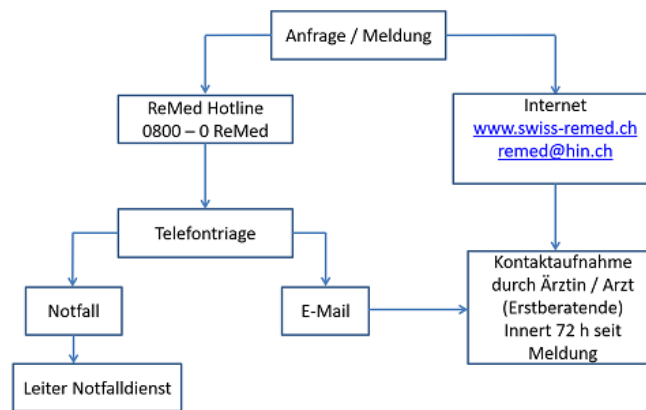 Anfrage / Meldung
ReMed Hotline
0800 – 0 ReMed
Internet
www.swiss-remed.ch
remed@hin.ch
Telefontriage
Notfall
E-Mail
Kontaktaufnahme
durch Ärztin / Arzt
(Erstberatende)
Innert 72 h seit
Meldung
Leiter Notfalldienst